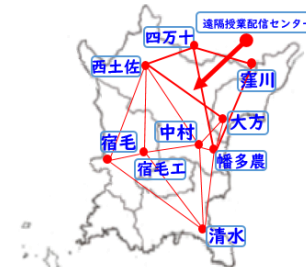 遠隔授業配信センター
四万十
西土佐
窪川
大方
中村
宿毛
宿毛工
幡多農
清水